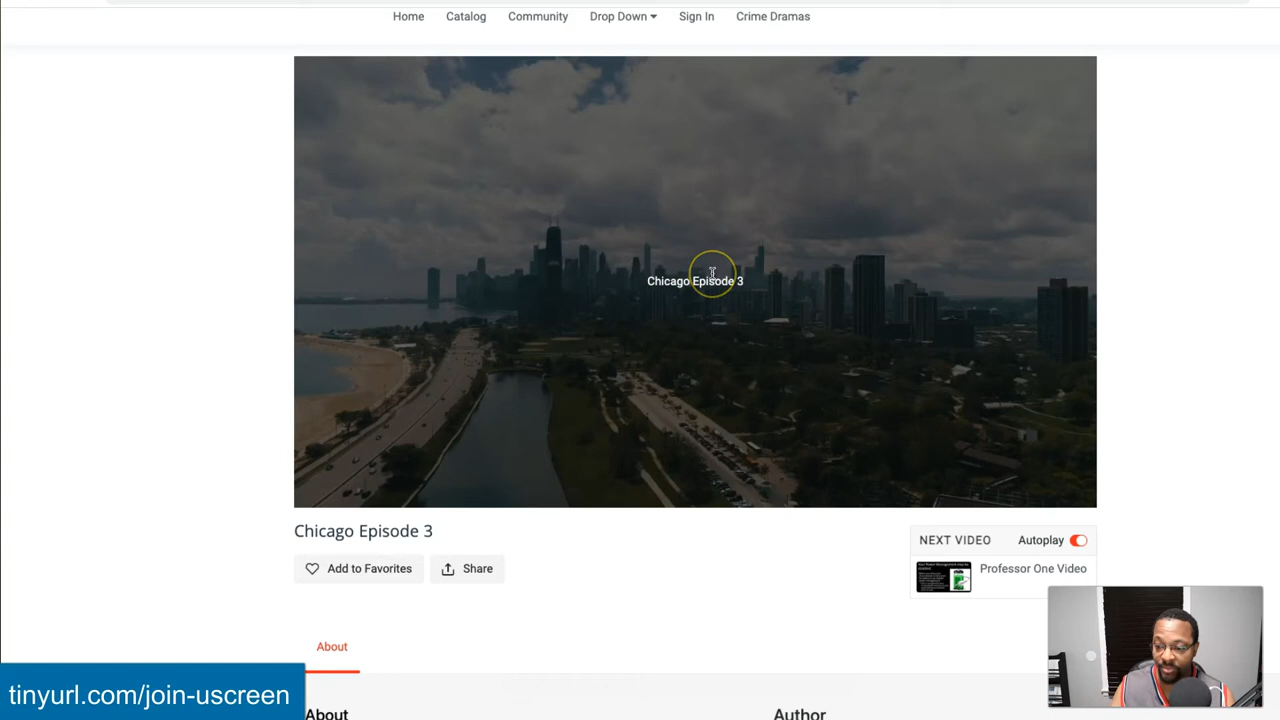 Home Catalog Community Drop Down Sign In Crime Dramas
Chicago Episode 3
Chicago Episode 3
NEXT VIDEO Autoplay
Add to Favorites Share
Professor One Video
About
tinyurl.com/join-uscreen
About Author